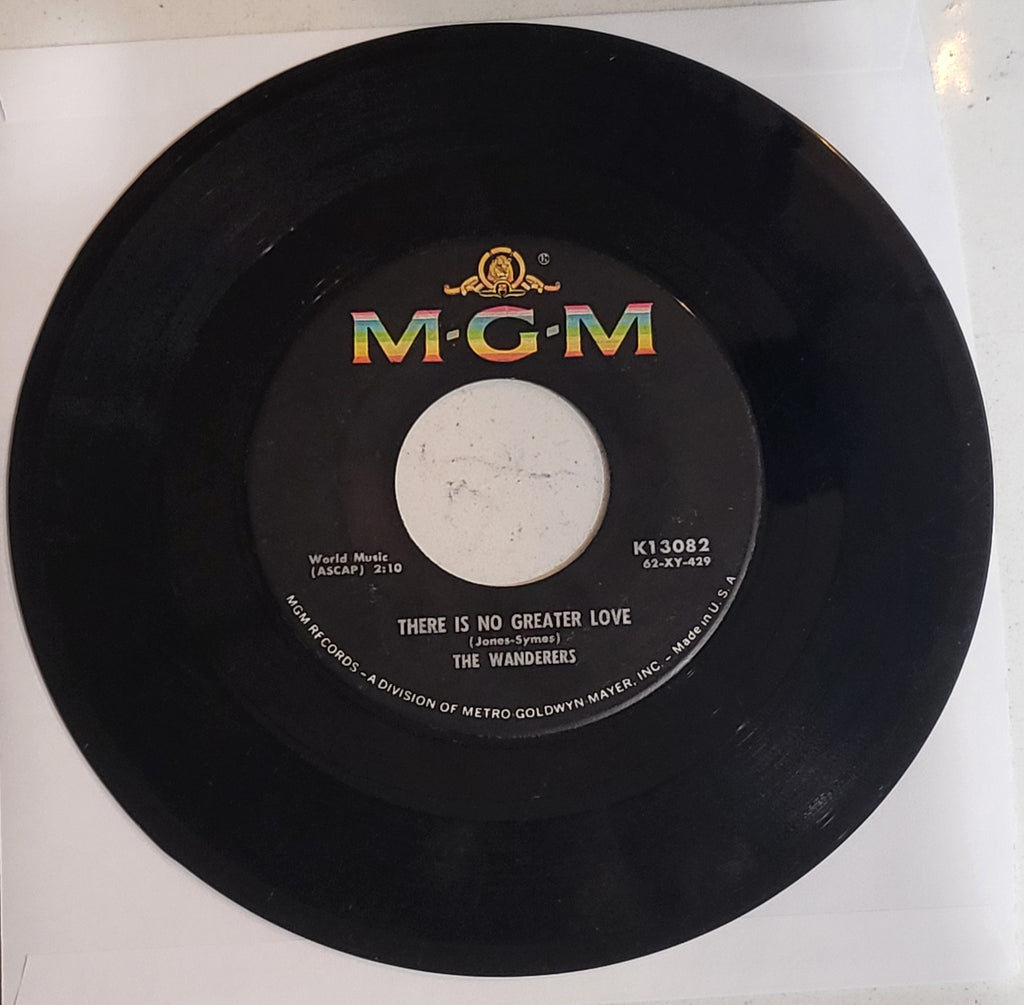 ®
M-G-M
World Music
(ASCAP) 2:10
K13082
62-XY-429
THERE IS NO GREATER LOVE
(Jones-Symes)
THE WANDERERS
MGM RECORDS – A DIVISION OF METRO-GOLDWYN-MAYER, INC. – Made in U. S. A